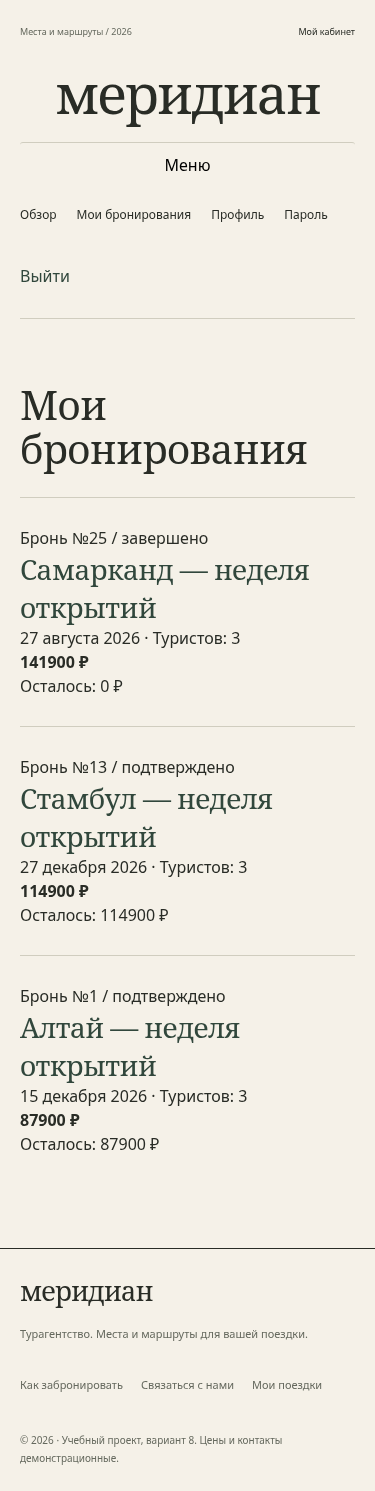 Места и маршруты / 2026
Мой кабинет
меридиан
Меню
Обзор Мои бронирования Профиль Пароль
Выйти
Мои
бронирования
Бронь №25 / завершено
Самарканд — неделя
открытий
27 августа 2026 · Туристов: 3
141900 ₽
Осталось: 0 ₽
Бронь №13 / подтверждено
Стамбул — неделя
открытий
27 декабря 2026 · Туристов: 3
114900 ₽
Осталось: 114900 ₽
Бронь №1 / подтверждено
Алтай — неделя
открытий
15 декабря 2026 · Туристов: 3
87900 ₽
Осталось: 87900 ₽
меридиан
Турагентство. Места и маршруты для вашей поездки.
Как забронировать Связаться с нами Мои поездки
© 2026 · Учебный проект, вариант 8. Цены и контакты
демонстрационные.